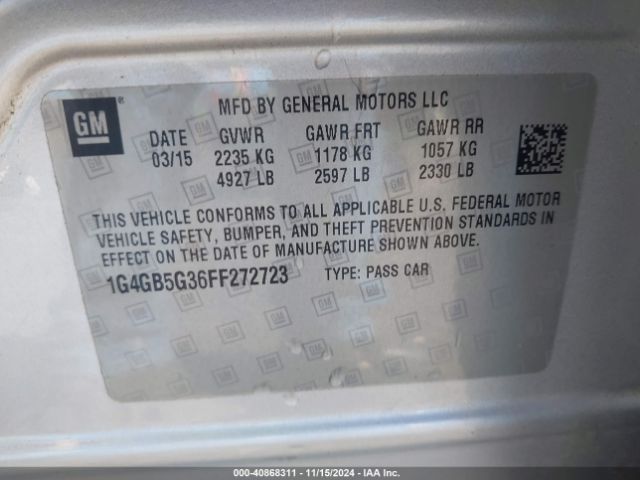 GM
MFD BY GENERAL MOTORS LLC
DATE GVWR GAWR FRT GAWR RR
03/15 2235 KG 1178 KG 1057 KG
4927 LB 2597 LB 2330 LB
THIS VEHICLE CONFORMS TO ALL APPLICABLE U.S. FEDERAL MOTOR
VEHICLE SAFETY, BUMPER, AND THEFT PREVENTION STANDARDS IN
EFFECT ON THE DATE OF MANUFACTURE SHOWN ABOVE.
1G4GB5G36FF272723 TYPE: PASS CAR
000-40868311 - 11/15/2024 - IAA Inc.